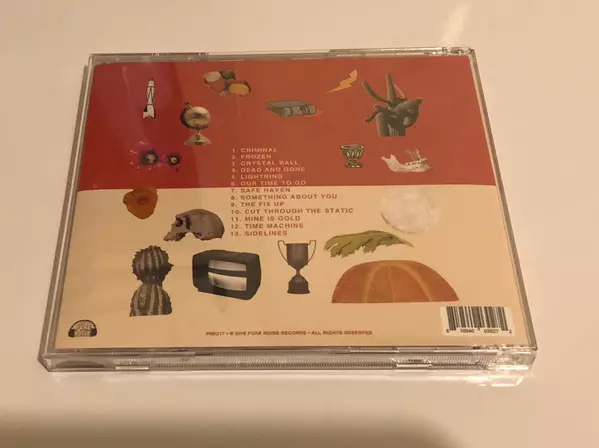 1. CRIMINAL
2. FROZEN
3. CRYSTAL BALL
4. DEAD AND GONE
5. LIGHTNING
6. OUR TIME TO GO
7. SAFE HAVEN
8. SOMETHING ABOUT YOU
9. THE FIX UP
10. CUT THROUGH THE STATIC
11. MINE IS GOLD
12. TIME MACHINE
13. SIDELINES
PNE217 • © 2018 PURE NOISE RECORDS • ALL RIGHTS RESERVED